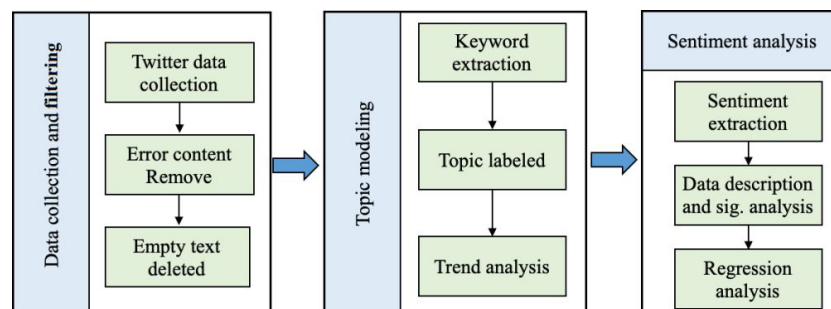 Data collection and filtering
Twitter data
collection
Error content
Remove
Empty text
deleted
Topic modeling
Keyword
extraction
Topic labeled
Trend analysis
Sentiment analysis
Sentiment
extraction
Data description
and sig. analysis
Regression
analysis